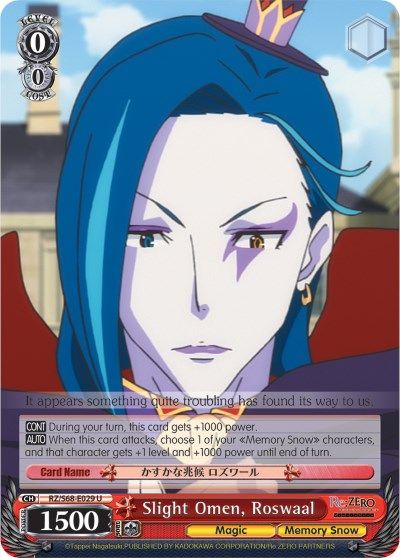 LEVEL
0
0
COST
It appears something quite troubling has found its way to us.
CONT During your turn, this card gets +1000 power.
AUTO When this card attacks, choose 1 of your «Memory Snow» characters,
and that character gets +1 level and +1000 power until end of turn.
Card Name かすかな兆候 ロズワール
CH RZ/S68-E029 U
POWER 1500 Slight Omen, Roswaal Re:ZERO
Magic Memory Snow
©Tappei Nagatsuki,PUBLISHED BY KADOKAWA CORPORATION/Re:ZERO PARTNERS